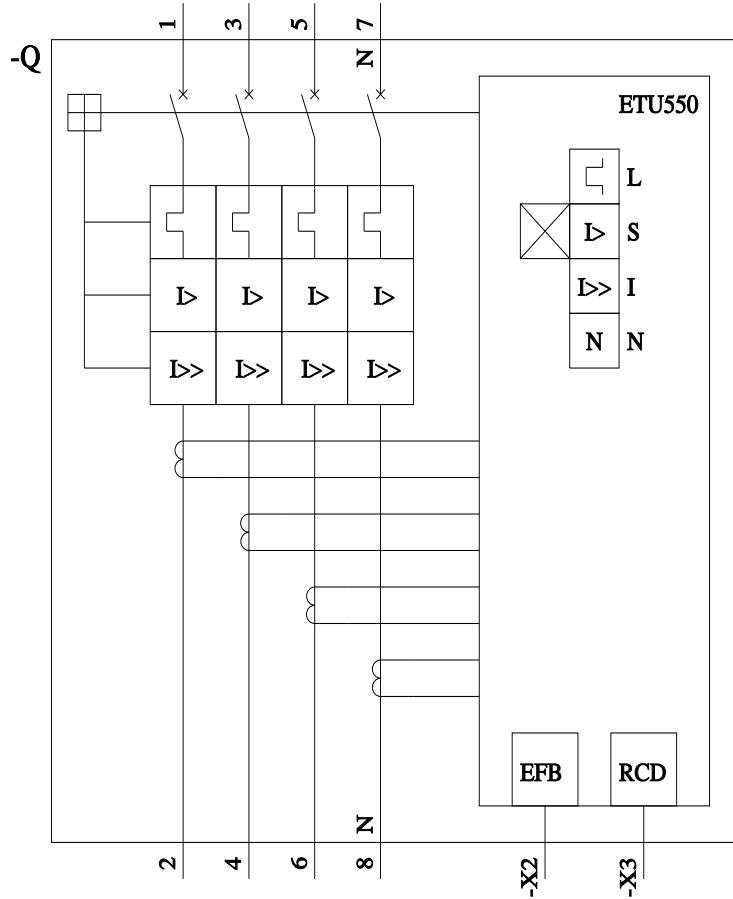 1 3 5 7
-Q
N
ETU550
L
I> S
I> I> I> I>
I>> I
I>> I>> I>> I>>
N N
EFB RCD
N
2 4 6 8
-X2 -X3